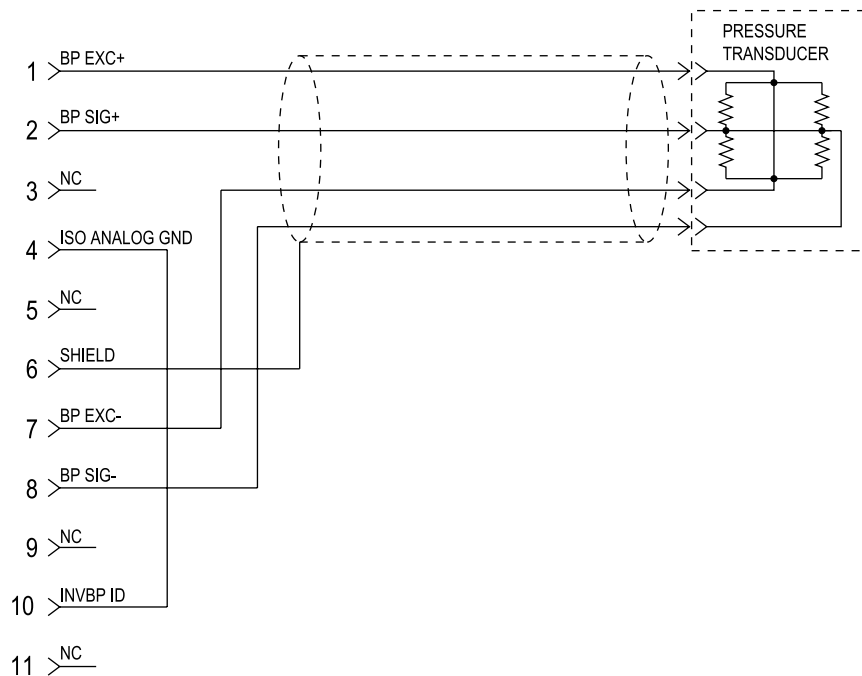 PRESSURE
TRANSDUCER
1 BP EXC+
2 BP SIG+
3 NC
4 ISO ANALOG GND
5 NC
6 SHIELD
7 BP EXC-
8 BP SIG-
9 NC
10 INVBP ID
11 NC